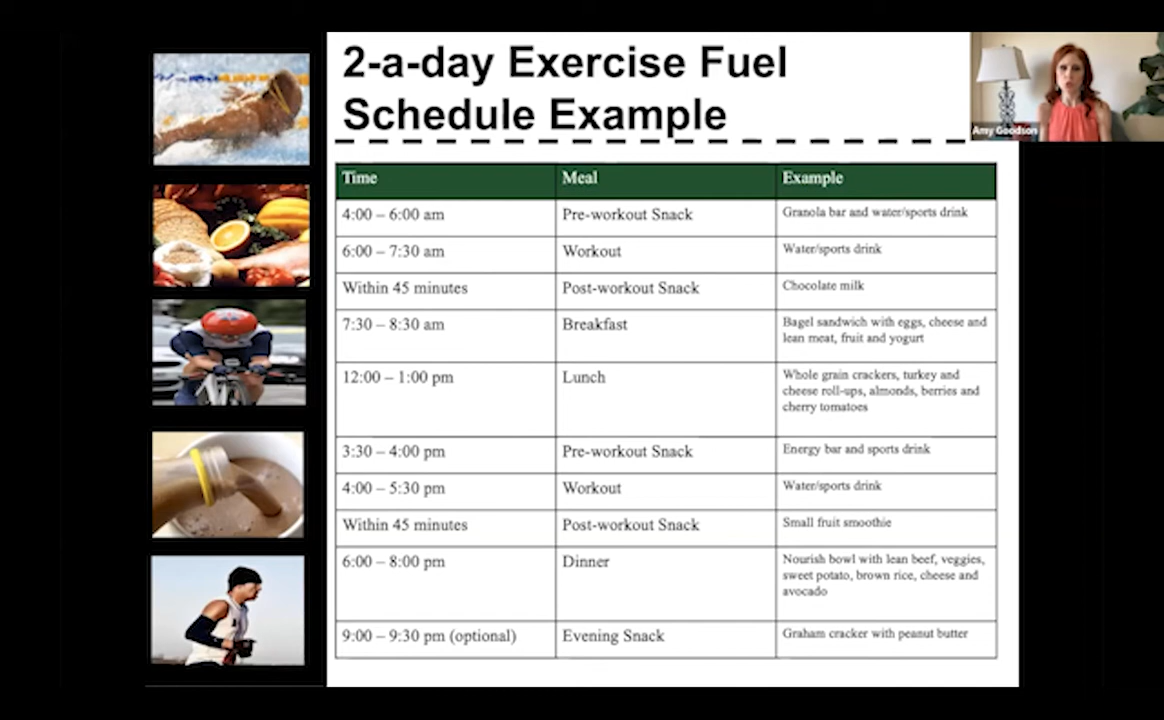 2-a-day Exercise Fuel
Schedule Example
Amy Goodson
Time Meal Example
4:00 – 6:00 am Pre-workout Snack Granola bar and water/sports drink
6:00 – 7:30 am Workout Water/sports drink
Within 45 minutes Post-workout Snack Chocolate milk
7:30 – 8:30 am Breakfast Bagel sandwich with eggs, cheese and
lean meat, fruit and yogurt
12:00 – 1:00 pm Lunch Whole grain crackers, turkey and
cheese roll-ups, almonds, berries and
cherry tomatoes
3:30 – 4:00 pm Pre-workout Snack Energy bar and sports drink
4:00 – 5:30 pm Workout Water/sports drink
Within 45 minutes Post-workout Snack Small fruit smoothie
6:00 – 8:00 pm Dinner Nourish bowl with lean beef, veggies,
sweet potato, brown rice, cheese and
avocado
9:00 – 9:30 pm (optional) Evening Snack Graham cracker with peanut butter